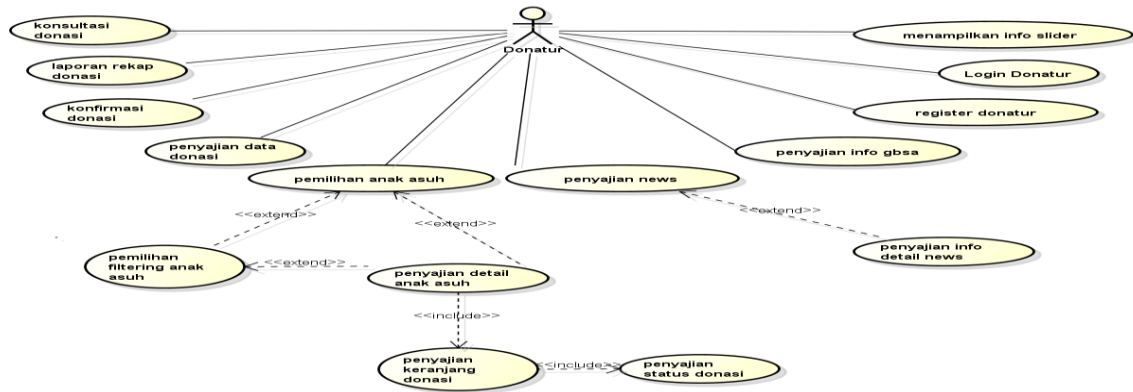 konsultasi
donasi
laporan rekap
donasi
konfirmasi
donasi
penyajian data
donasi
pemilihan anak asuh
Donatur
menampilkan info slider
Login Donatur
register donatur
penyajian info gbsa
penyajian news
<<extend>>
<<extend>>
<<extend>>
pemilihan
filtering anak
asuh
<<extend>>
penyajian detail
anak asuh
penyajian info
detail news
<<include>>
penyajian
keranjang
donasi
<<include>>
penyajian
status donasi